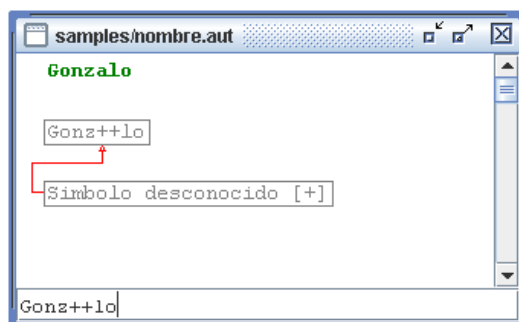 samples/nombre.aut
Gonzalo
Gonz++lo
Simbolo desconocido [+]
Gonz++lo